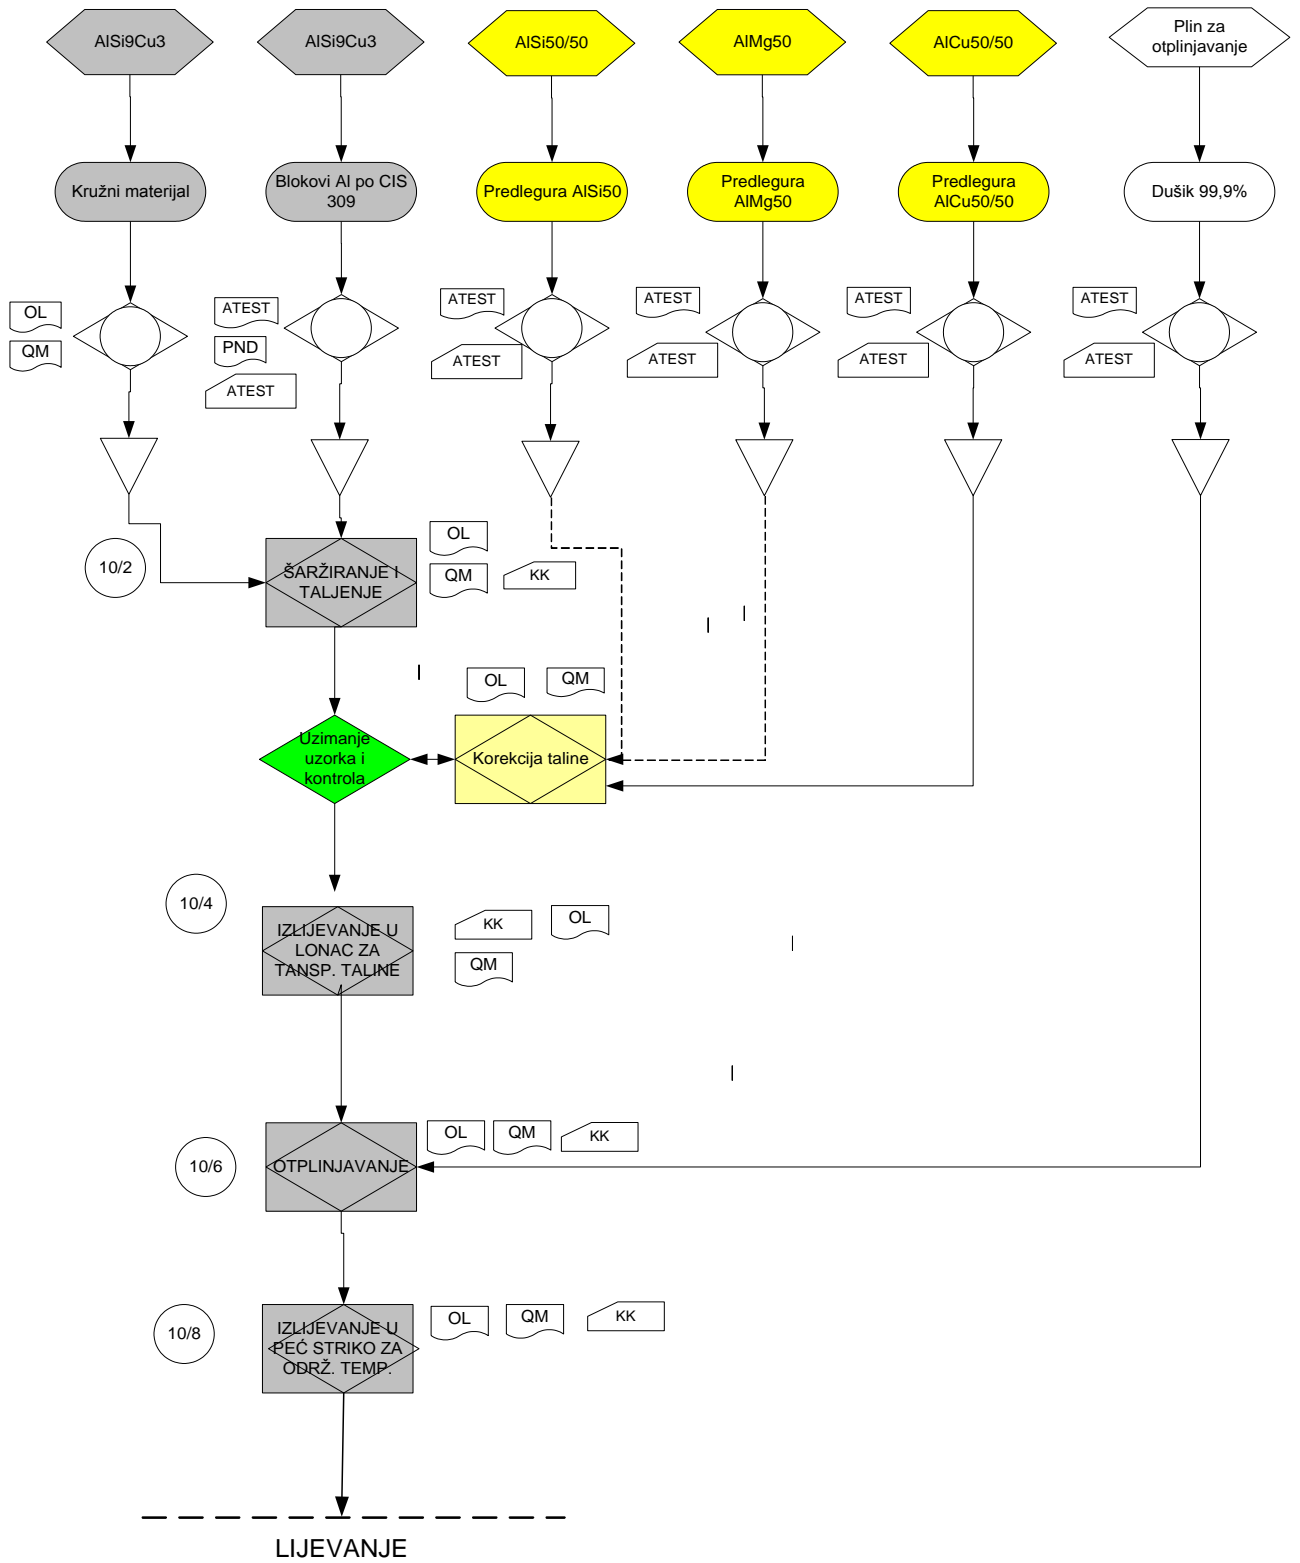 AlSi9Cu3
AlSi9Cu3
AlSi50/50
AlMg50
AlCu50/50
Plin za
otplinjavanje
Kružni materijal
Blokovi Al po CIS
309
Predlegura AlSi50
Predlegura
AlMg50
Predlegura
AlCu50/50
Dušik 99,9%
OL
QM
ATEST
PND
ATEST
ATEST
ATEST
ATEST
ATEST
ATEST
ATEST
ATEST
ATEST
10/2
ŠARŽIRANJE I
TALJENJE
OL
QM
KK
OL
QM
Uzimanje
uzorka i
kontrola
Korekcija taline
10/4
IZLIJEVANJE U
LONAC ZA
TANSP. TALINE
KK
OL
QM
10/6
OTPLINJAVANJE
OL
QM
KK
10/8
IZLIJEVANJE U
PEĆ STRIKO ZA
ODRŽ. TEMP.
OL
QM
KK
LIJEVANJE